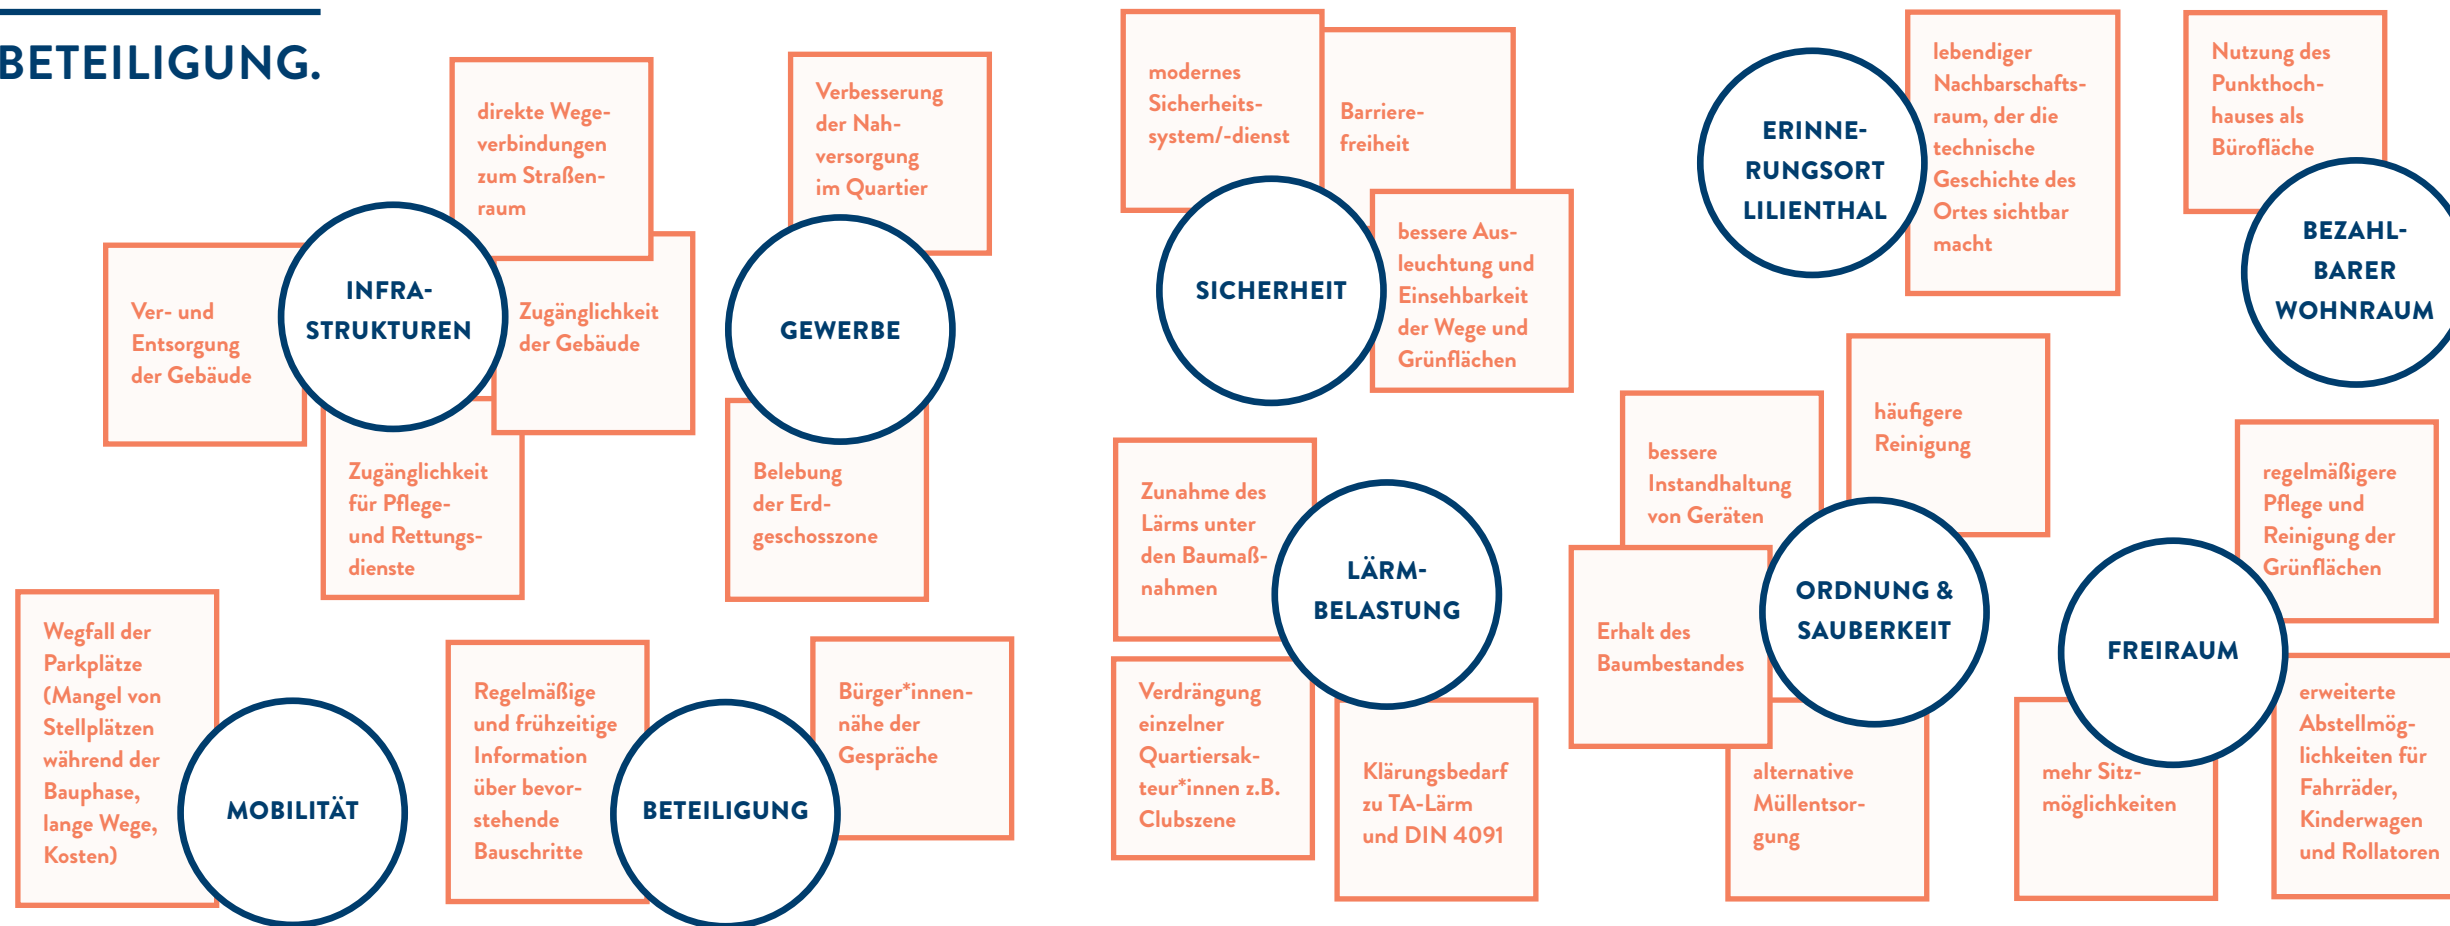 BETEILIGUNG.
direkte Wege-
verbindungen
zum Straßen-
raum
Ver- und
Entsorgung
der Gebäude
INFRA-
STRUKTUREN
Zugänglichkeit
der Gebäude
Zugänglichkeit
für Pflege-
und Rettungs-
dienste
Verbesserung
der Nah-
versorgung
im Quartier
GEWERBE
Belebung
der Erd-
geschosszone
Wegfall der
Parkplätze
(Mangel von
Stellplätzen
während der
Bauphase,
lange Wege,
Kosten)
MOBILITÄT
Regelmäßige
und frühzeitige
Information
über bevor-
stehende
Bauschritte
BETEILIGUNG
Bürger*innen-
nähe der
Gespräche
modernes
Sicherheits-
system/-dienst
Barriere-
freiheit
SICHERHEIT
bessere Aus-
leuchtung und
Einsehbarkeit
der Wege und
Grünflächen
Zunahme des
Lärms unter
den Baumaß-
nahmen
LÄRM-
BELASTUNG
Verdrängung
einzelner
Quartiersak-
teur*innen z.B.
Clubszene
Klärungsbedarf
zu TA-Lärm
und DIN 4091
ERINNE-
RUNGSORT
LILIENTHAL
lebendiger
Nachbarschafts-
raum, der die
technische
Geschichte des
Ortes sichtbar
macht
Nutzung des
Punkthoch-
hauses als
Bürofläche
BEZAHL-
BARER
WOHNRAUM
häufigere
Reinigung
bessere
Instandhaltung
von Geräten
Erhalt des
Baumbestandes
ORDNUNG &
SAUBERKEIT
alternative
Müllentsor-
gung
regelmäßigere
Pflege und
Reinigung der
Grünflächen
FREIRAUM
mehr Sitz-
möglichkeiten
erweiterte
Abstellmög-
lichkeiten für
Fahrräder,
Kinderwagen
und Rollatoren